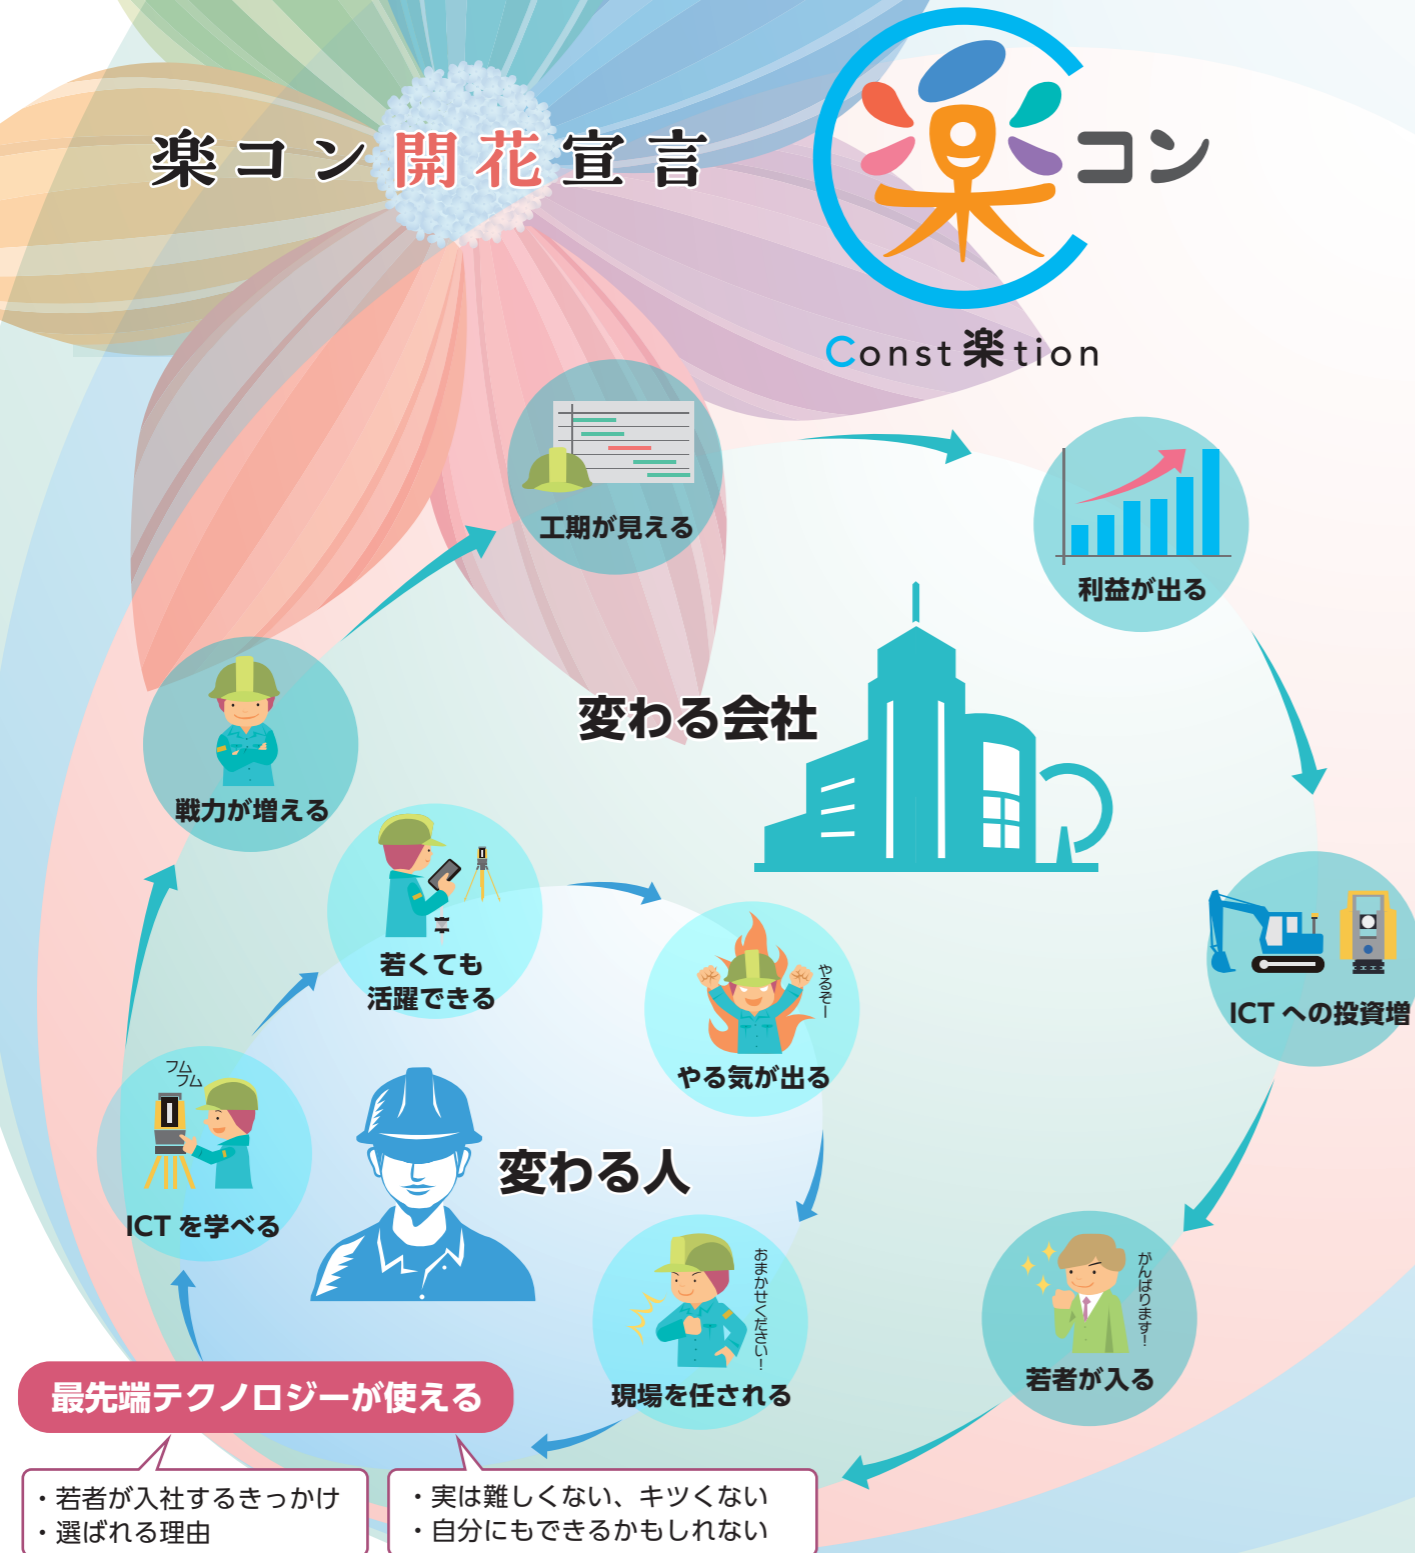 楽コン開花宣言
楽コン
Const楽tion
工期が見える
利益が出る
変わる会社
戦力が増える
若くても
活躍できる
やるぞー
やる気が出る
ICTへの投資増
フム
フム
ICTを学べる
変わる人
おまかせください!
現場を任される
がんばります!
若者が入る
最先端テクノロジーが使える
・若者が入社するきっかけ
・選ばれる理由
・実は難しくない、キツくない
・自分にもできるかもしれない